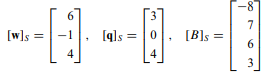 [w]S = [6 -1 4], [q]S = [3 0 4], [B]S = [-8 7 6 3]